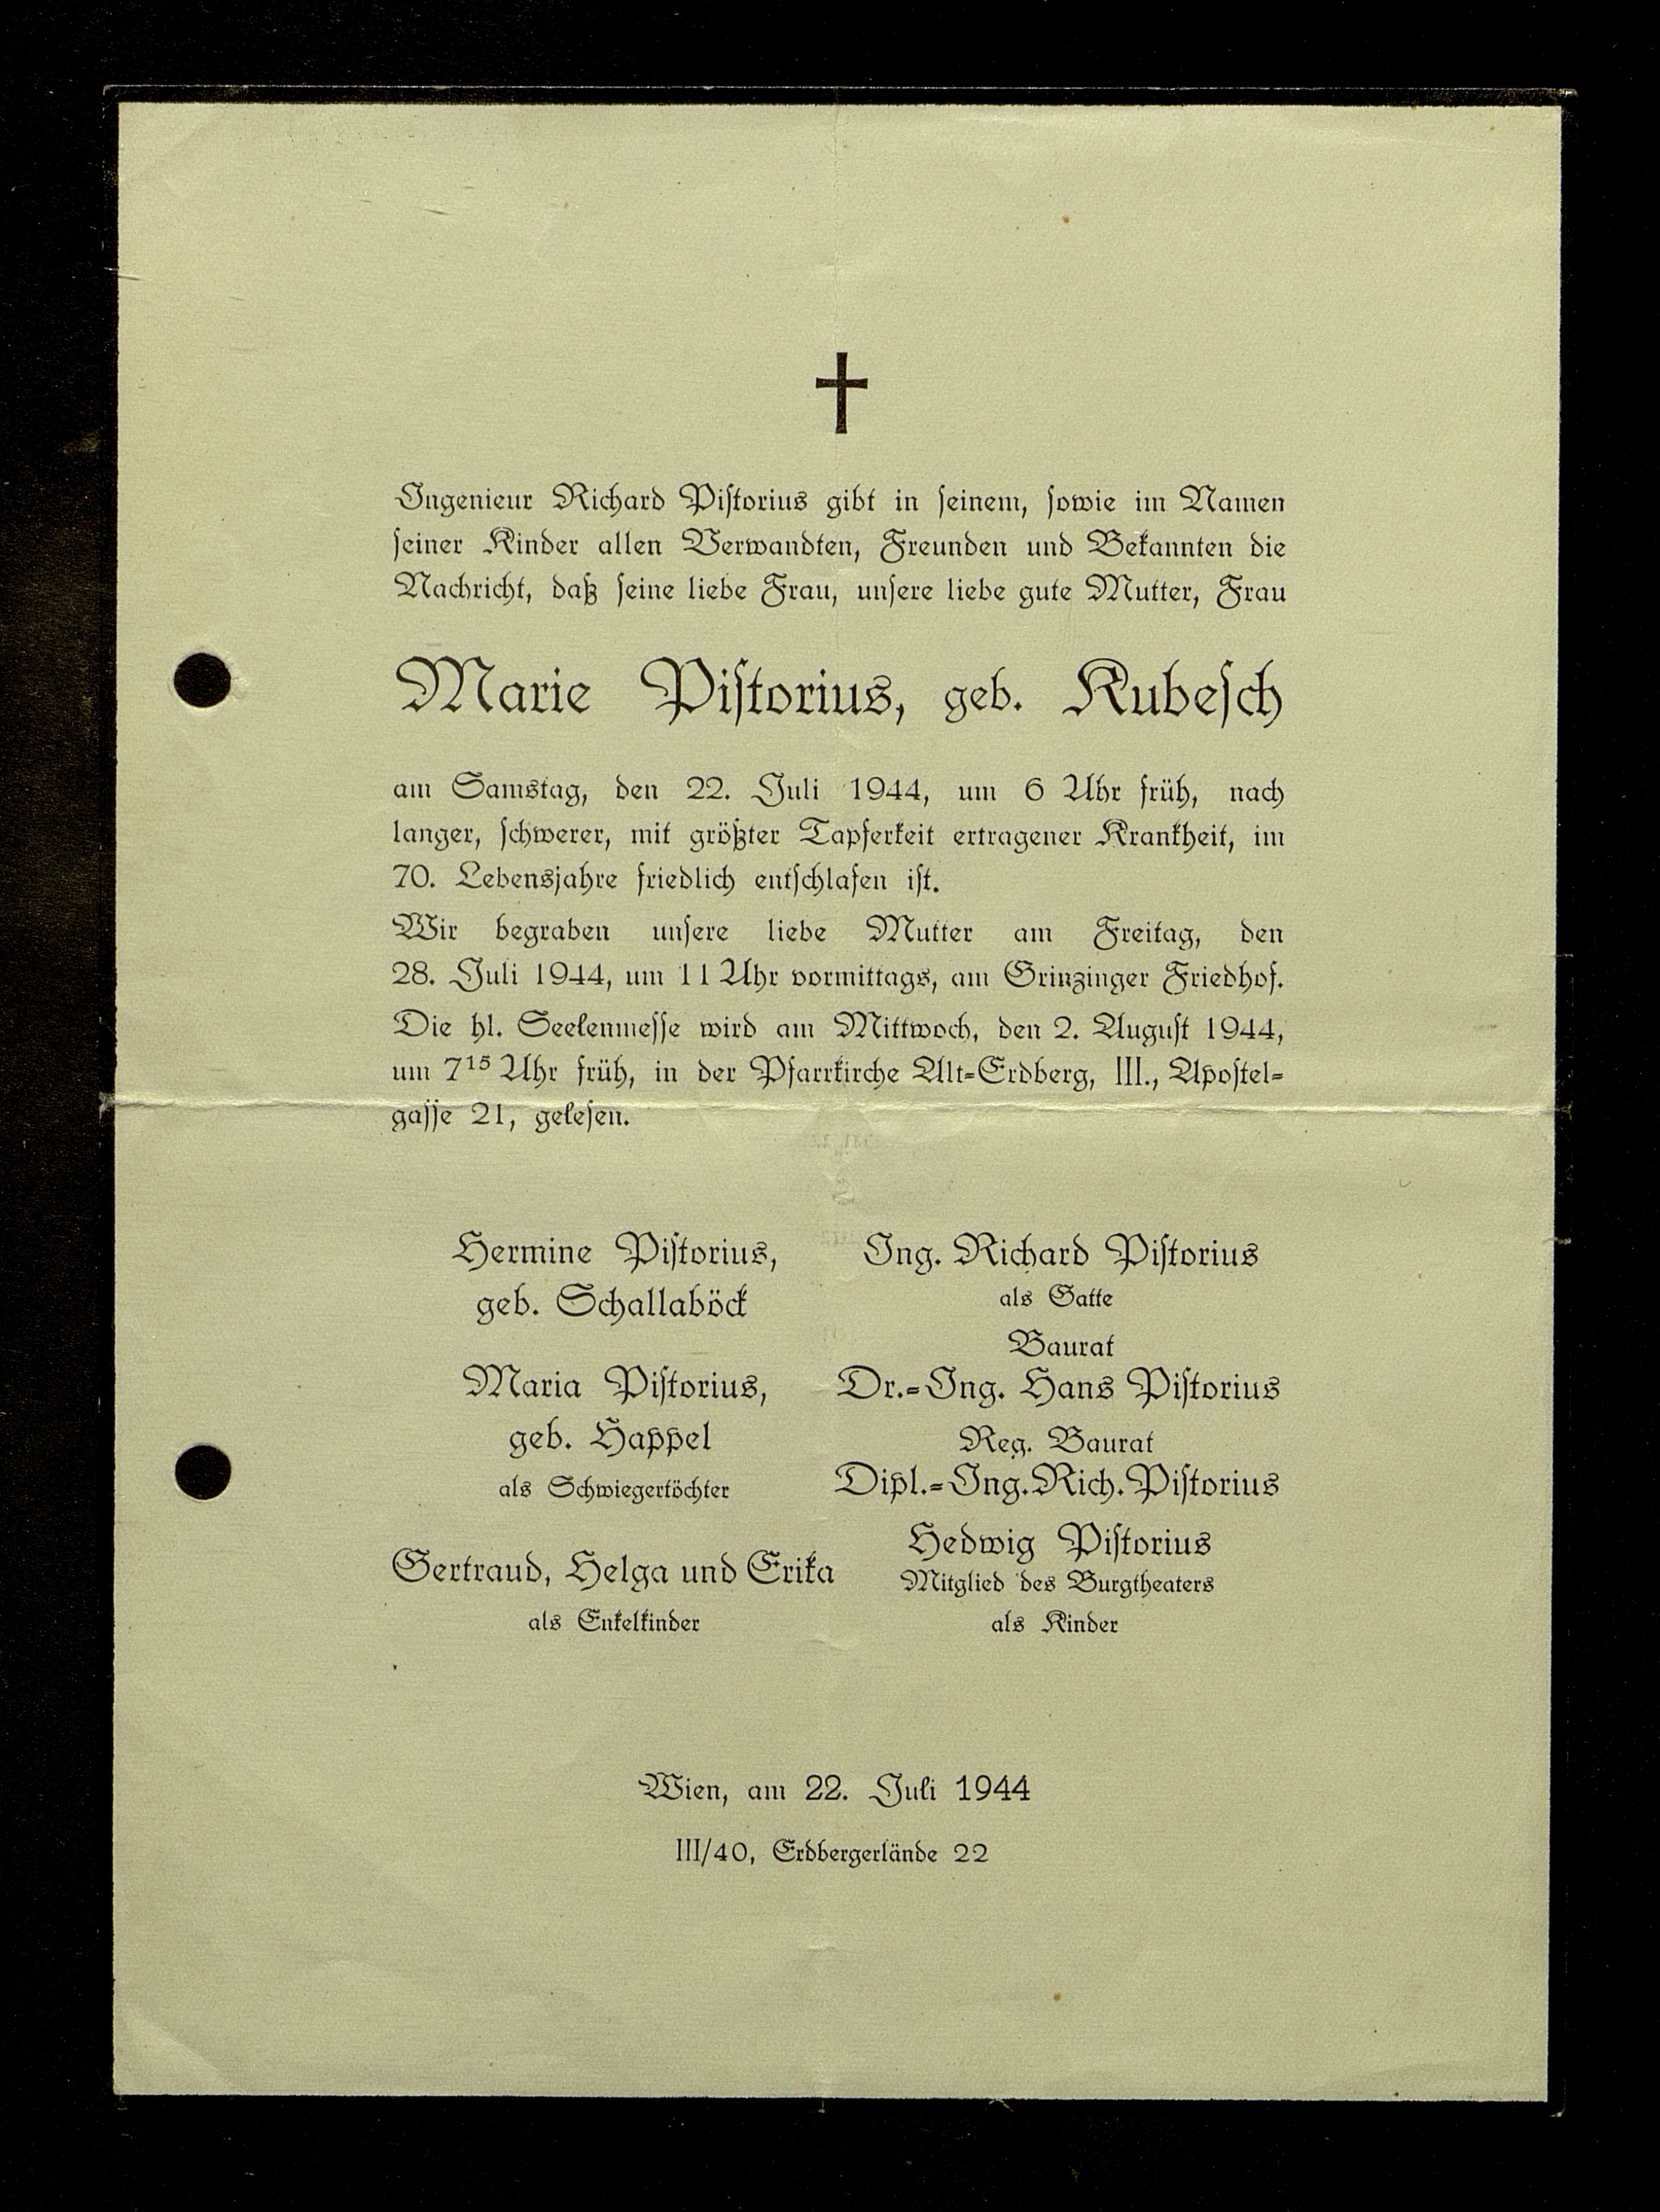 Ingenieur Richard Pistorius gibt in seinem, sowie im Namen
seiner Kinder allen Verwandten, Freunden und Bekannten die
Nachricht, daß seine liebe Frau, unsere liebe gute Mutter, Frau
Marie Pistorius, geb. Kubesch
am Samstag, den 22. Juli 1944, um 6 Uhr früh, nach
langer, schwerer, mit größter Tapferkeit ertragener Krankheit, im
70. Lebensjahre friedlich entschlafen ist.
Wir begraben unsere liebe Mutter am Freitag, den
28. Juli 1944, um 11 Uhr vormittags, am Grinzinger Friedhof.
Die hl. Seelenmesse wird am Mittwoch, den 2. August 1944,
um 7¹⁵ Uhr früh, in der Pfarrkirche Alt-Erdberg, III., Apostel-
gasse 21, gelesen.
Hermine Pistorius,
geb. Schallaböck
Maria Pistorius,
geb. Happel
als Schwiegertöchter
Gertraud, Helga und Erika
als Enkelkinder
Ing. Richard Pistorius
als Gatte
Baurat
Dr.-Ing. Hans Pistorius
Reg. Baurat
Dipl.-Ing. Rich. Pistorius
Hedwig Pistorius
Mitglied des Burgtheaters
als Kinder
Wien, am 22. Juli 1944
III/40, Erdbergerlände 22